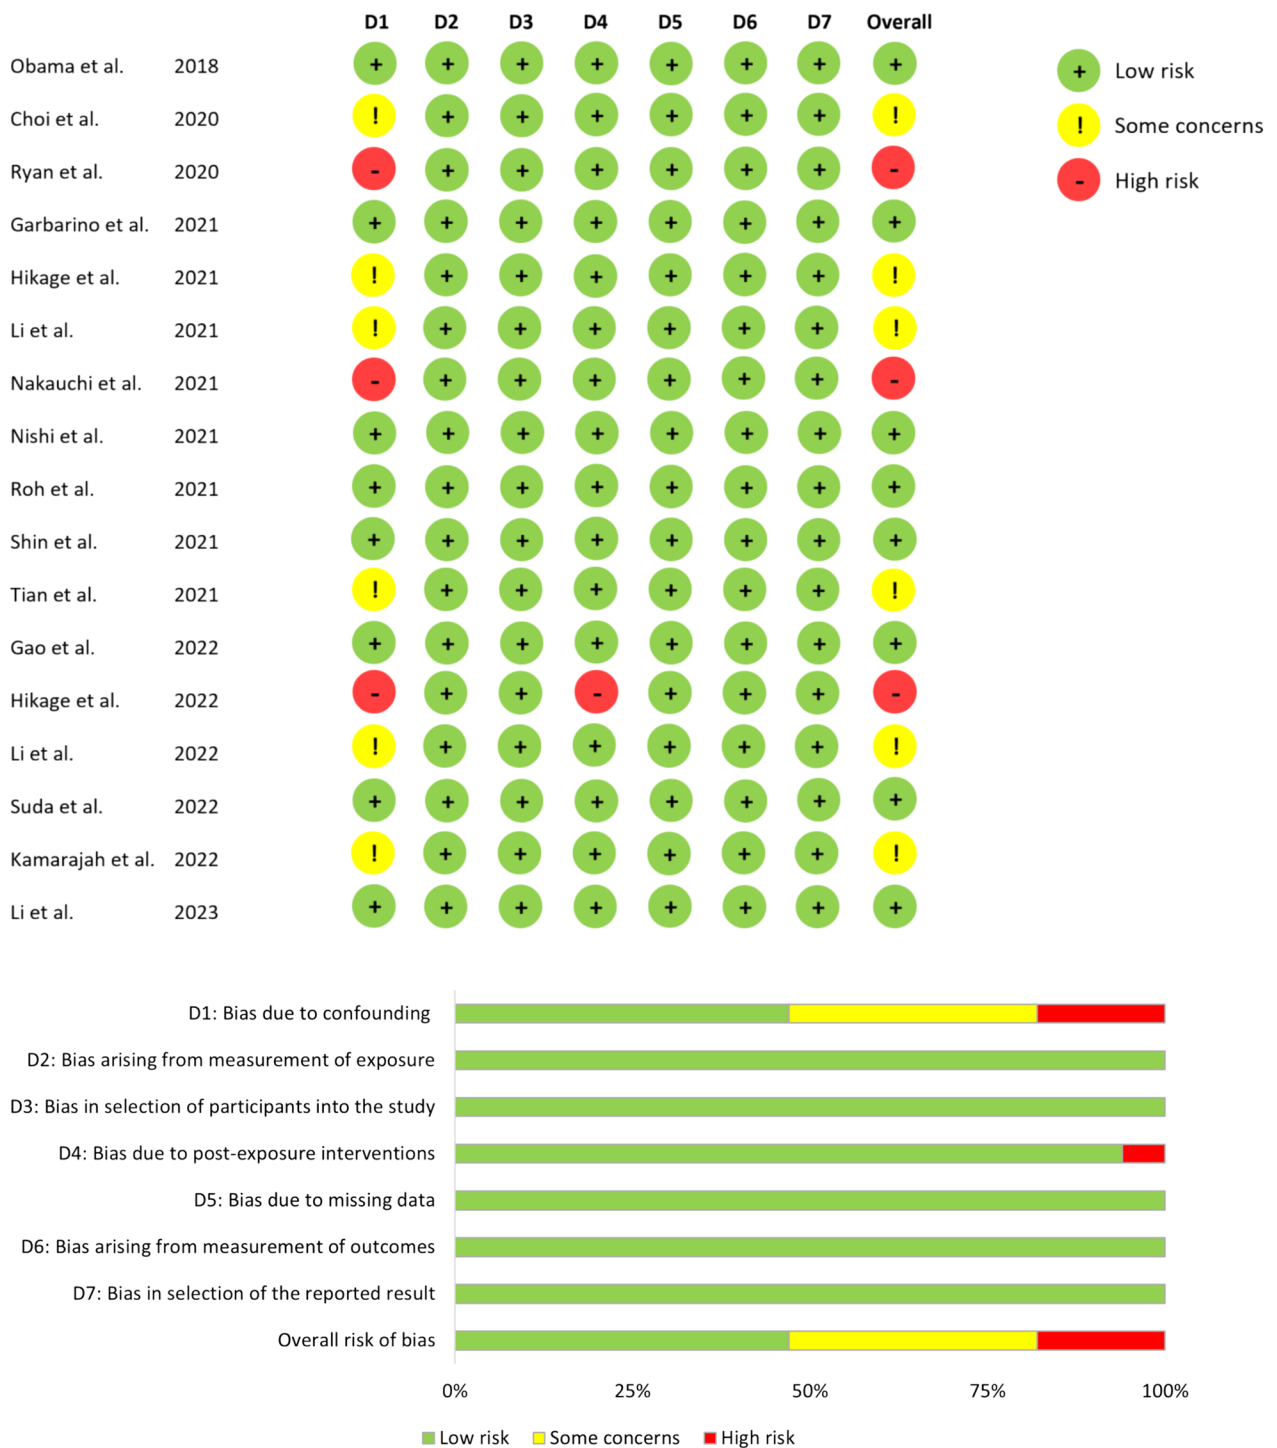 D1 D2 D3 D4 D5 D6 D7 Overall
Obama et al. 2018 + + + + + + + +
Choi et al. 2020 ! + + + + + + !
Ryan et al. 2020 - + + + + + + -
Garbarino et al. 2021 + + + + + + + +
Hikage et al. 2021 ! + + + + + + !
Li et al. 2021 ! + + + + + + !
Nakauchi et al. 2021 - + + + + + + -
Nishi et al. 2021 + + + + + + + +
Roh et al. 2021 + + + + + + + +
Shin et al. 2021 + + + + + + + +
Tian et al. 2021 ! + + + + + + !
Gao et al. 2022 + + + + + + + +
Hikage et al. 2022 - + + - + + + -
Li et al. 2022 ! + + + + + + !
Suda et al. 2022 + + + + + + + +
Kamarajah et al. 2022 ! + + + + + + !
Li et al. 2023 + + + + + + + +
+ Low risk
! Some concerns
- High risk
D1: Bias due to confounding
D2: Bias arising from measurement of exposure
D3: Bias in selection of participants into the study
D4: Bias due to post-exposure interventions
D5: Bias due to missing data
D6: Bias arising from measurement of outcomes
D7: Bias in selection of the reported result
Overall risk of bias
0% 25% 50% 75% 100%
Low risk Some concerns High risk